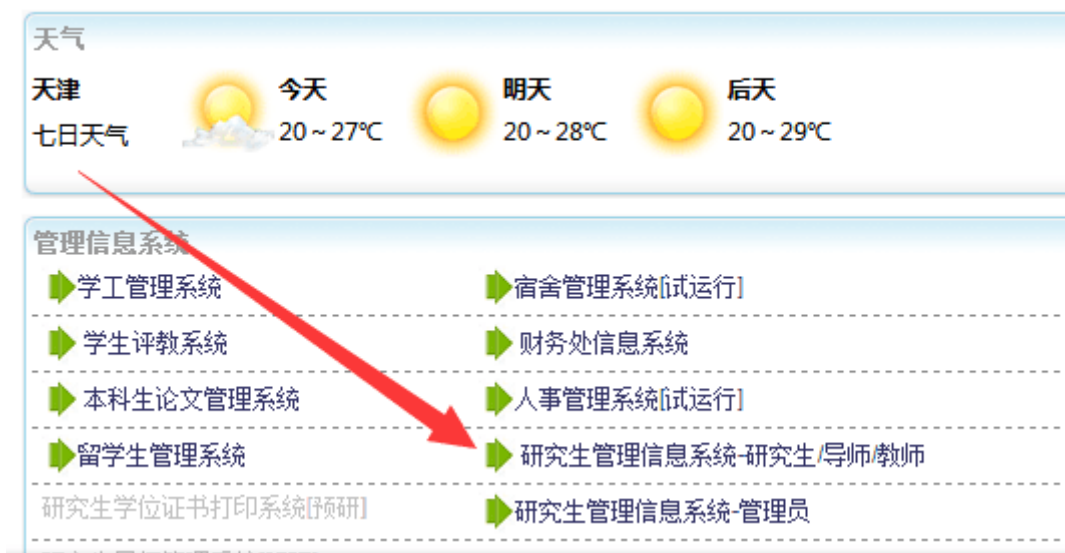 天气
天津 今天 明天 后天
七日天气 20～27℃ 20～28℃ 20～29℃
管理信息系统
学工管理系统 宿舍管理系统[试运行]
学生评教系统 财务处信息系统
本科生论文管理系统 人事管理系统[试运行]
留学生管理系统 研究生管理信息系统-研究生/导师/教师
研究生学位证书打印系统[预研] 研究生管理信息系统-管理员